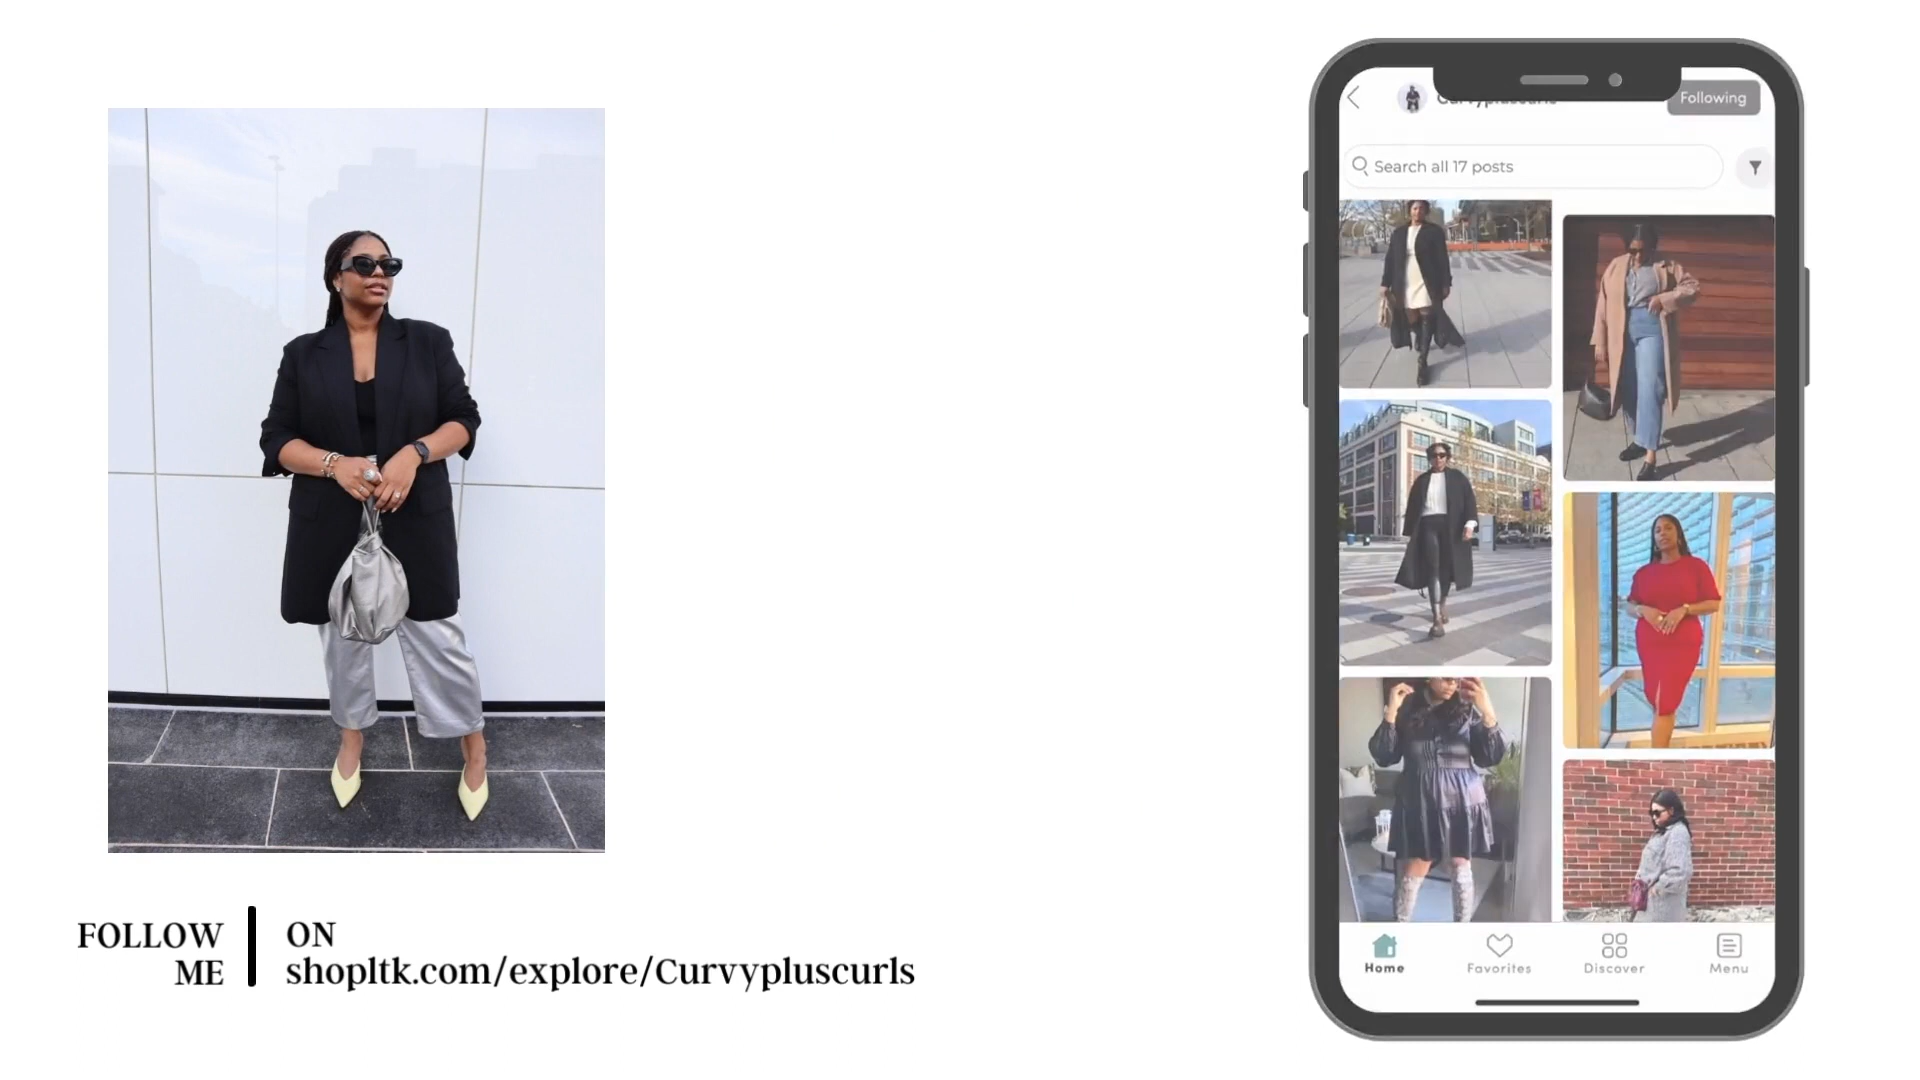 FOLLOW
ME
ON
shopltk.com/explore/Curvypluscurls
Following
Search all 17 posts
Home
Favorites
Discover
Menu